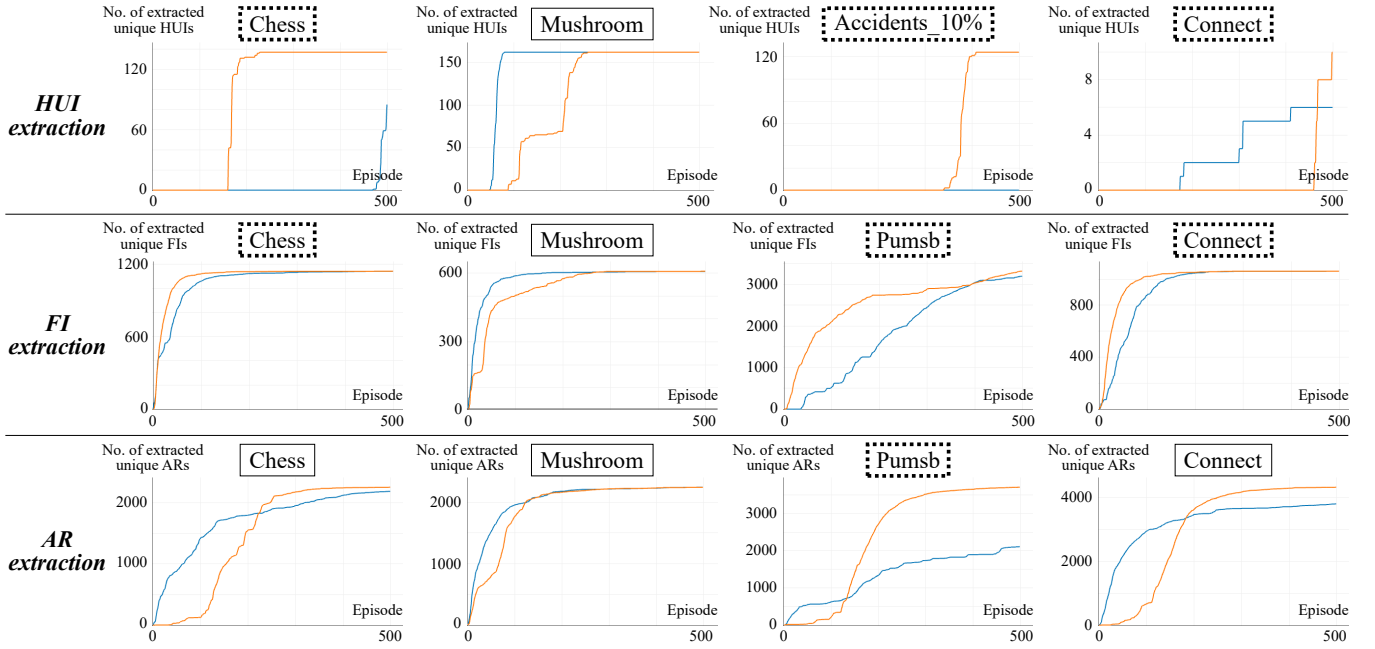 No. of extracted
unique HUIs
Chess
120
60
0
Episode
0
500
No. of extracted
unique HUIs
Mushroom
150
100
50
0
Episode
0
500
No. of extracted
unique HUIs
Accidents_10%
120
60
0
Episode
0
500
No. of extracted
unique HUIs
Connect
8
4
0
Episode
0
500
HUI
extraction
No. of extracted
unique FIs
Chess
1200
600
0
Episode
0
500
No. of extracted
unique FIs
Mushroom
600
300
0
Episode
0
500
No. of extracted
unique FIs
Pumsb
3000
2000
1000
0
Episode
0
500
No. of extracted
unique FIs
Connect
800
400
0
Episode
0
500
FI
extraction
No. of extracted
unique ARs
Chess
2000
1000
0
Episode
0
500
No. of extracted
unique ARs
Mushroom
2000
1000
0
Episode
0
500
No. of extracted
unique ARs
Pumsb
3000
2000
1000
0
Episode
0
500
No. of extracted
unique ARs
Connect
4000
2000
0
Episode
0
500
AR
extraction